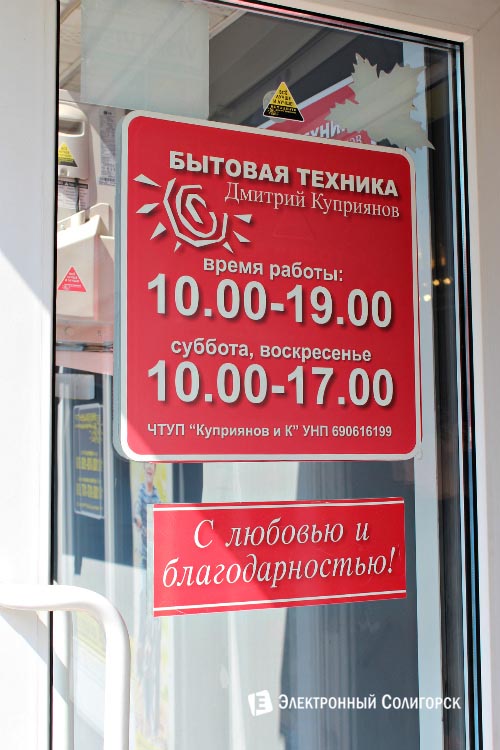 БЫТОВАЯ ТЕХНИКА
Дмитрий Куприянов
время работы:
10.00-19.00
суббота, воскресенье
10.00-17.00
ЧТУП "Куприянов и К" УНП 690616199
С любовью и
благодарностью!
Электронный Солигорск